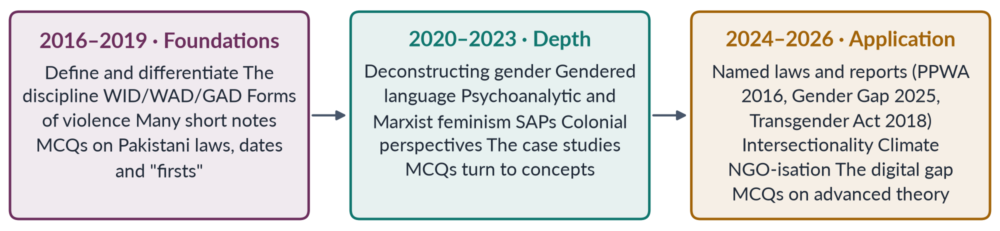 2016–2019 · Foundations
Define and differentiate The
discipline WID/WAD/GAD Forms
of violence Many short notes
MCQs on Pakistani laws, dates
and "firsts"
2020–2023 · Depth
Deconstructing gender Gendered
language Psychoanalytic and
Marxist feminism SAPs Colonial
perspectives The case studies
MCQs turn to concepts
2024–2026 · Application
Named laws and reports (PPWA
2016, Gender Gap 2025,
Transgender Act 2018)
Intersectionality Climate
NGO-isation The digital gap
MCQs on advanced theory